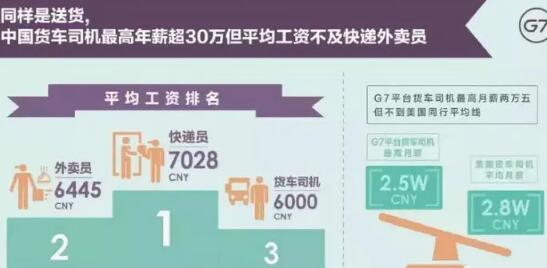 同样是送货,
中国货车司机最高年薪超30万但平均工资不及快递外卖员
G7
平均工资排名
快递员
7028
CNY
外卖员
6445
CNY
货车司机
6000
CNY
1
2
3
G7平台货车司机最高月薪两万五
但不到美国同行平均线
G7平台货车司机
最高月薪
2.5W
CNY
美国货车司机
平均月薪
2.8W
CNY